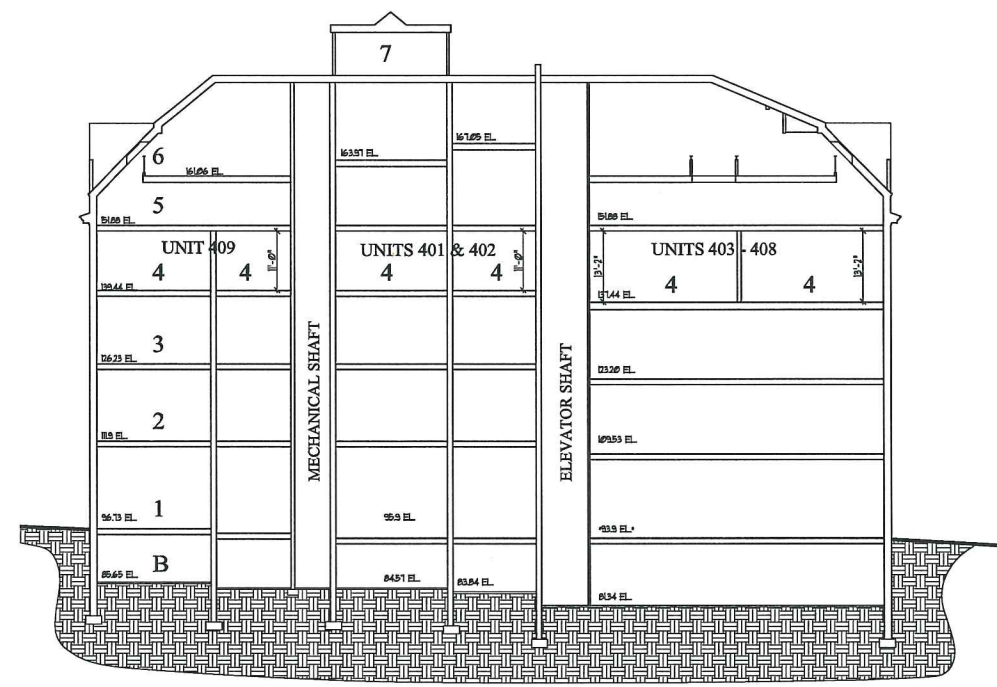 7
167.05 EL.
163.97 EL.
6
161.06 EL.
5
151.88 EL.
151.88 EL.
UNIT 409
UNITS 401 & 402
UNITS 403 - 408
11'-0"
11'-0"
13'-2"
13'-2"
4
4
4
4
4
4
139.44 EL.
137.44 EL.
3
126.23 EL.
123.20 EL.
MECHANICAL SHAFT
ELEVATOR SHAFT
2
111.9 EL.
109.53 EL.
1
96.73 EL.
95.9 EL.
93.9 EL.
B
85.65 EL.
84.57 EL.
83.84 EL.
81.34 EL.